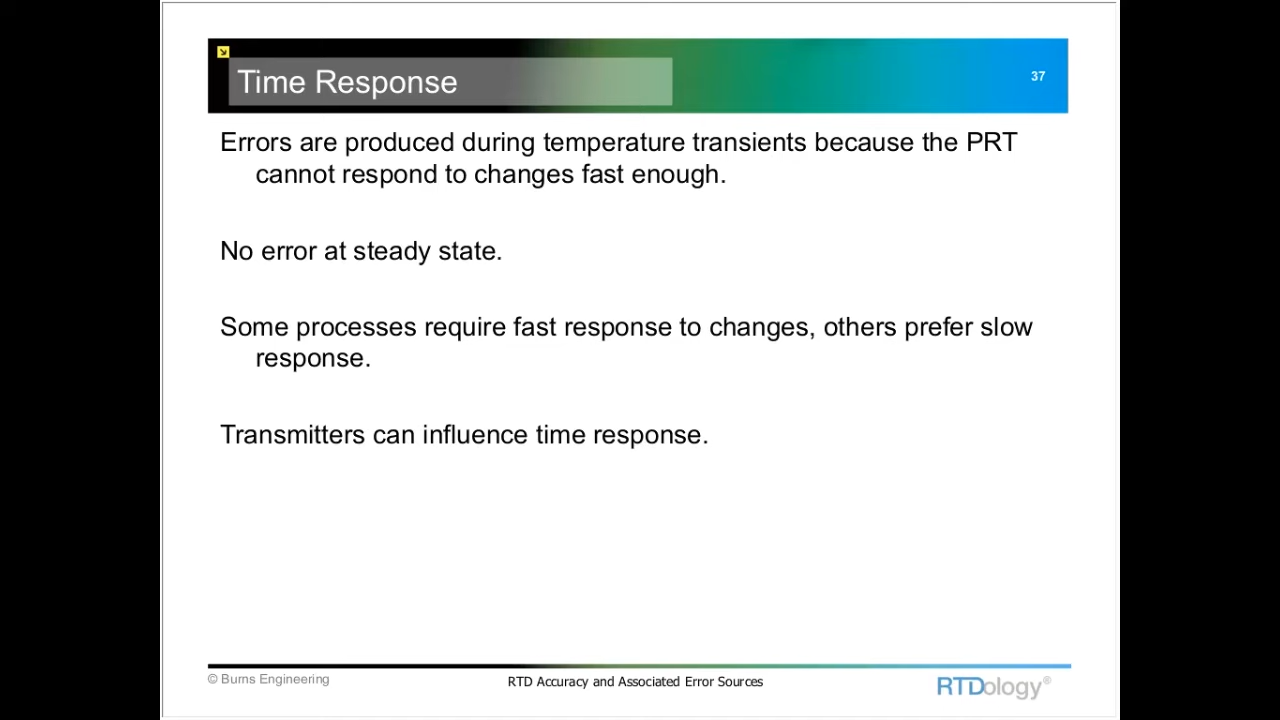 Time Response
37
Errors are produced during temperature transients because the PRT
cannot respond to changes fast enough.
No error at steady state.
Some processes require fast response to changes, others prefer slow
response.
Transmitters can influence time response.
© Burns Engineering
RTD Accuracy and Associated Error Sources
RTDology®